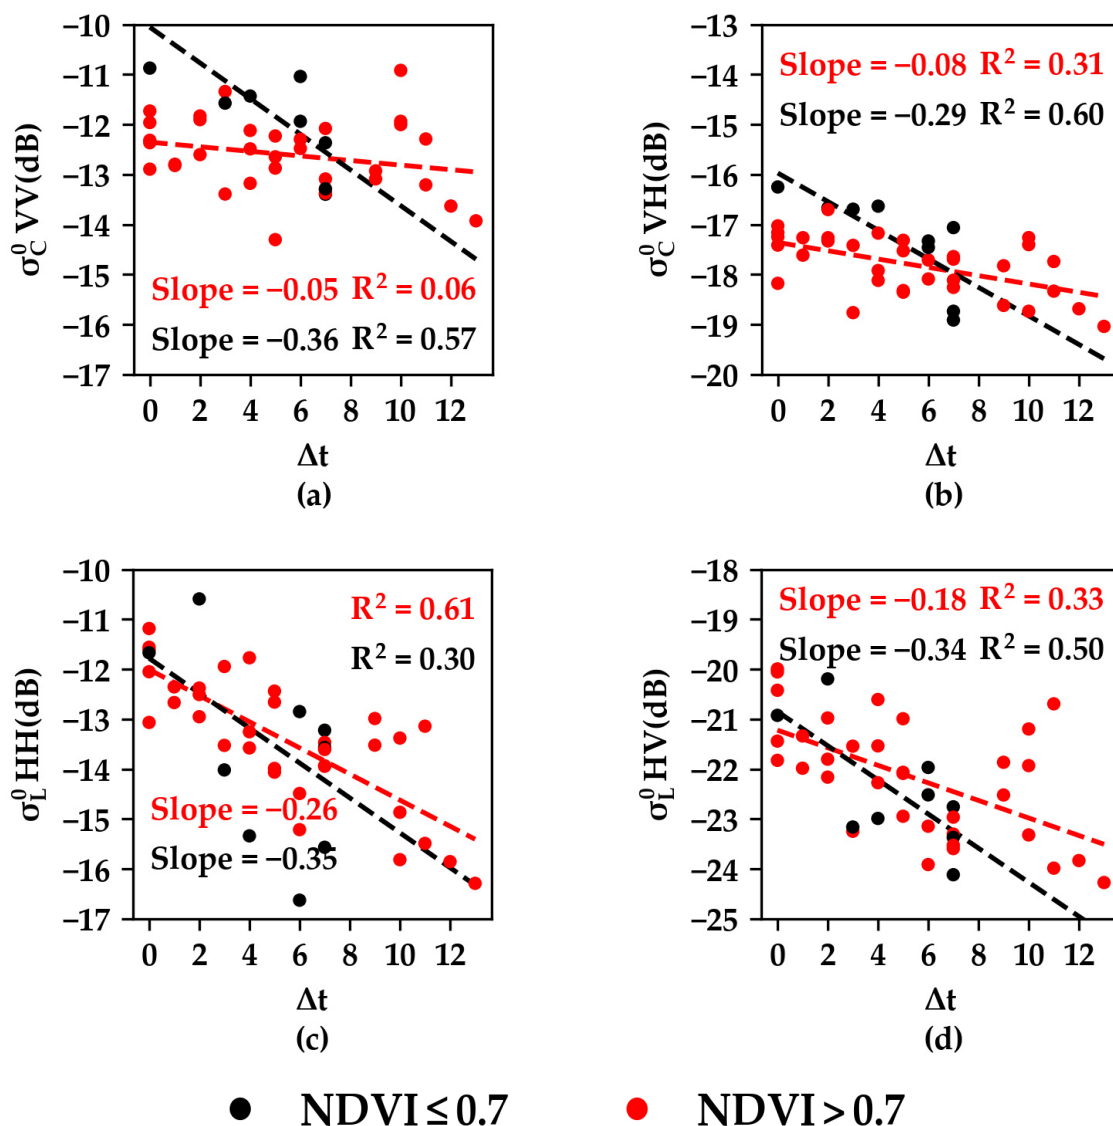 −10
−11
−12
−13
−14
−15
−16
−17
σ⁰C VV(dB)
Slope = −0.05 R² = 0.06
Slope = −0.36 R² = 0.57
0 2 4 6 8 10 12
Δt
(a)
−13
−14
−15
−16
−17
−18
−19
−20
σ⁰C VH(dB)
Slope = −0.08 R² = 0.31
Slope = −0.29 R² = 0.60
0 2 4 6 8 10 12
Δt
(b)
−10
−11
−12
−13
−14
−15
−16
−17
σ⁰L HH(dB)
R² = 0.61
R² = 0.30
Slope = −0.26
Slope = −0.35
0 2 4 6 8 10 12
Δt
(c)
−18
−19
−20
−21
−22
−23
−24
−25
σ⁰L HV(dB)
Slope = −0.18 R² = 0.33
Slope = −0.34 R² = 0.50
0 2 4 6 8 10 12
Δt
(d)
NDVI ≤ 0.7 NDVI > 0.7